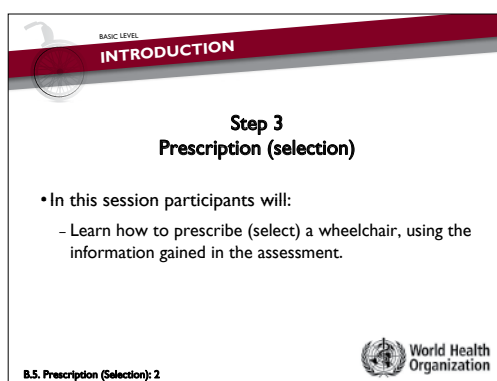 BASIC LEVEL
INTRODUCTION
Step 3
Prescription (selection)
• In this session participants will:
– Learn how to prescribe (select) a wheelchair, using the
information gained in the assessment.
B.5. Prescription (Selection): 2
World Health
Organization